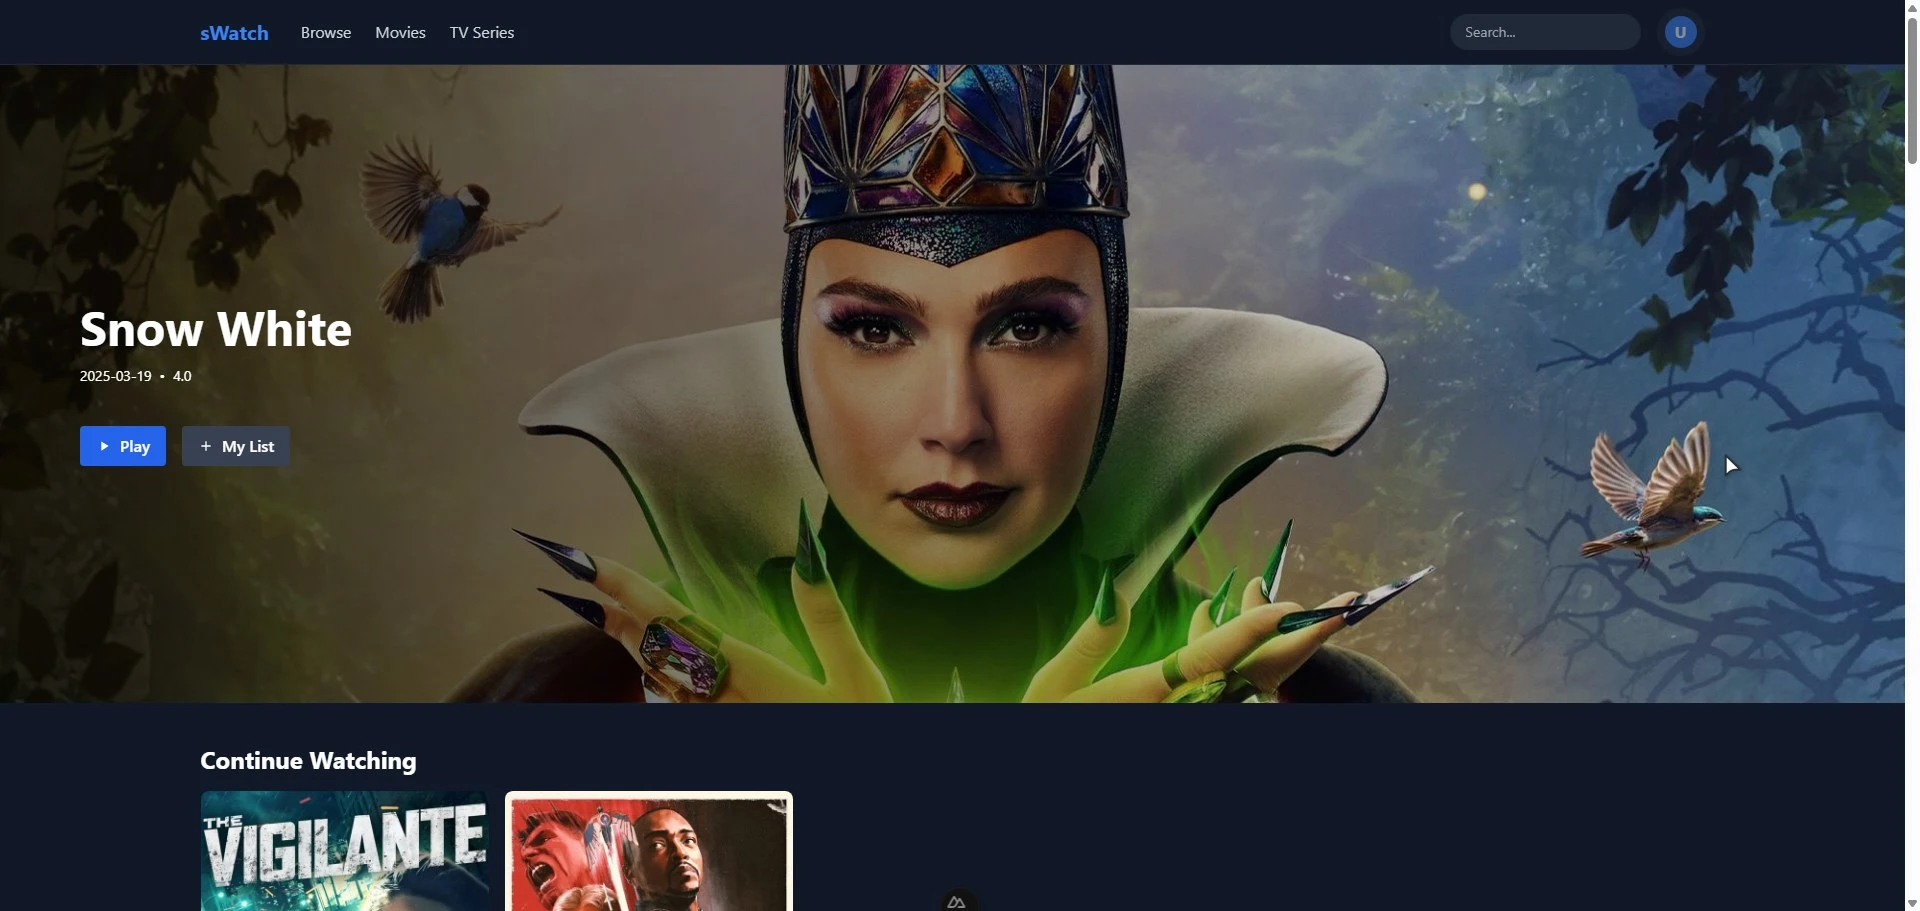 sWatch Browse Movies TV Series Search... U
Snow White
2025-03-19 • 4.0
Play + My List
Continue Watching
THE
VIGILANTE